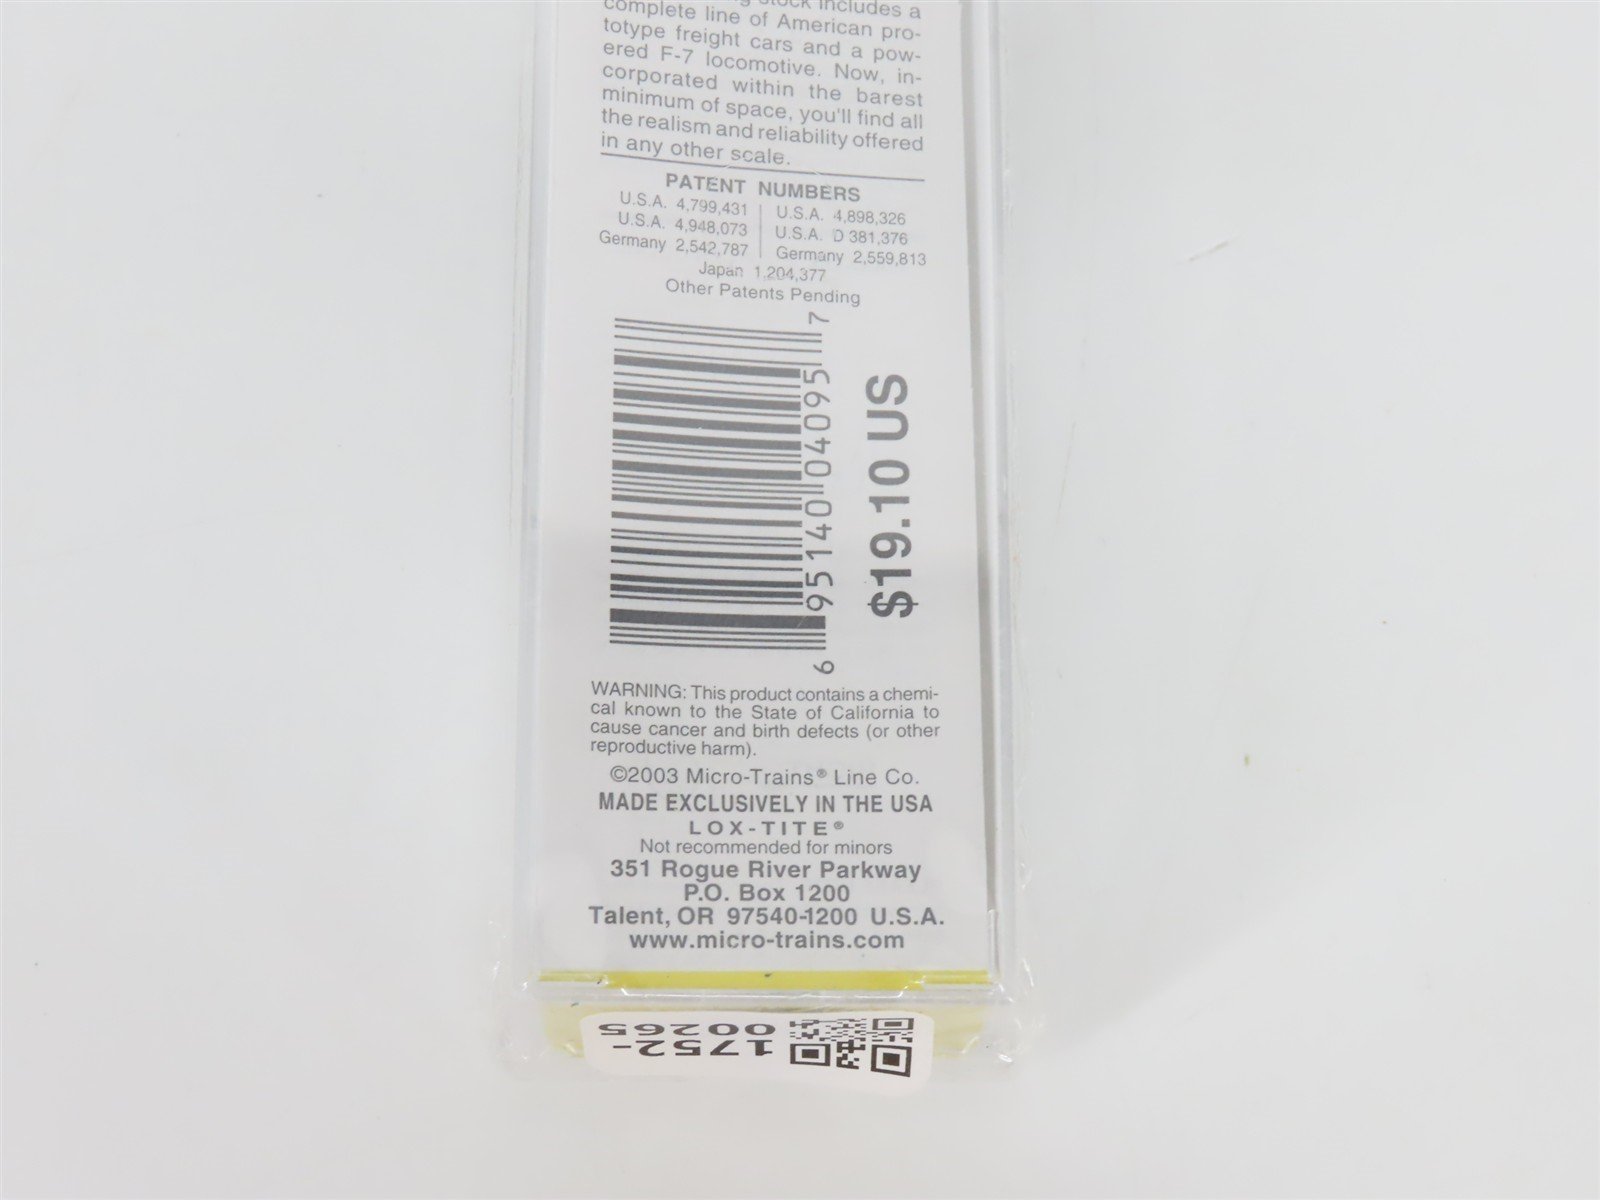 stock includes a
complete line of American pro-
totype freight cars and a pow-
ered F-7 locomotive. Now, in-
corporated within the barest
minimum of space, you'll find all
the realism and reliability offered
in any other scale.
PATENT NUMBERS
U.S.A. 4,799,431 | U.S.A. 4,898,326
U.S.A. 4,948,073 | U.S.A. D 381,376
Germany 2,542,787 | Germany 2,559,813
Japan 1,204,377
Other Patents Pending
6 95140 04095 7
$19.10 US
WARNING: This product contains a chemi-
cal known to the State of California to
cause cancer and birth defects (or other
reproductive harm).
©2003 Micro-Trains® Line Co.
MADE EXCLUSIVELY IN THE USA
LOX-TITE®
Not recommended for minors
351 Rogue River Parkway
P.O. Box 1200
Talent, OR 97540-1200 U.S.A.
www.micro-trains.com
1752-
00265